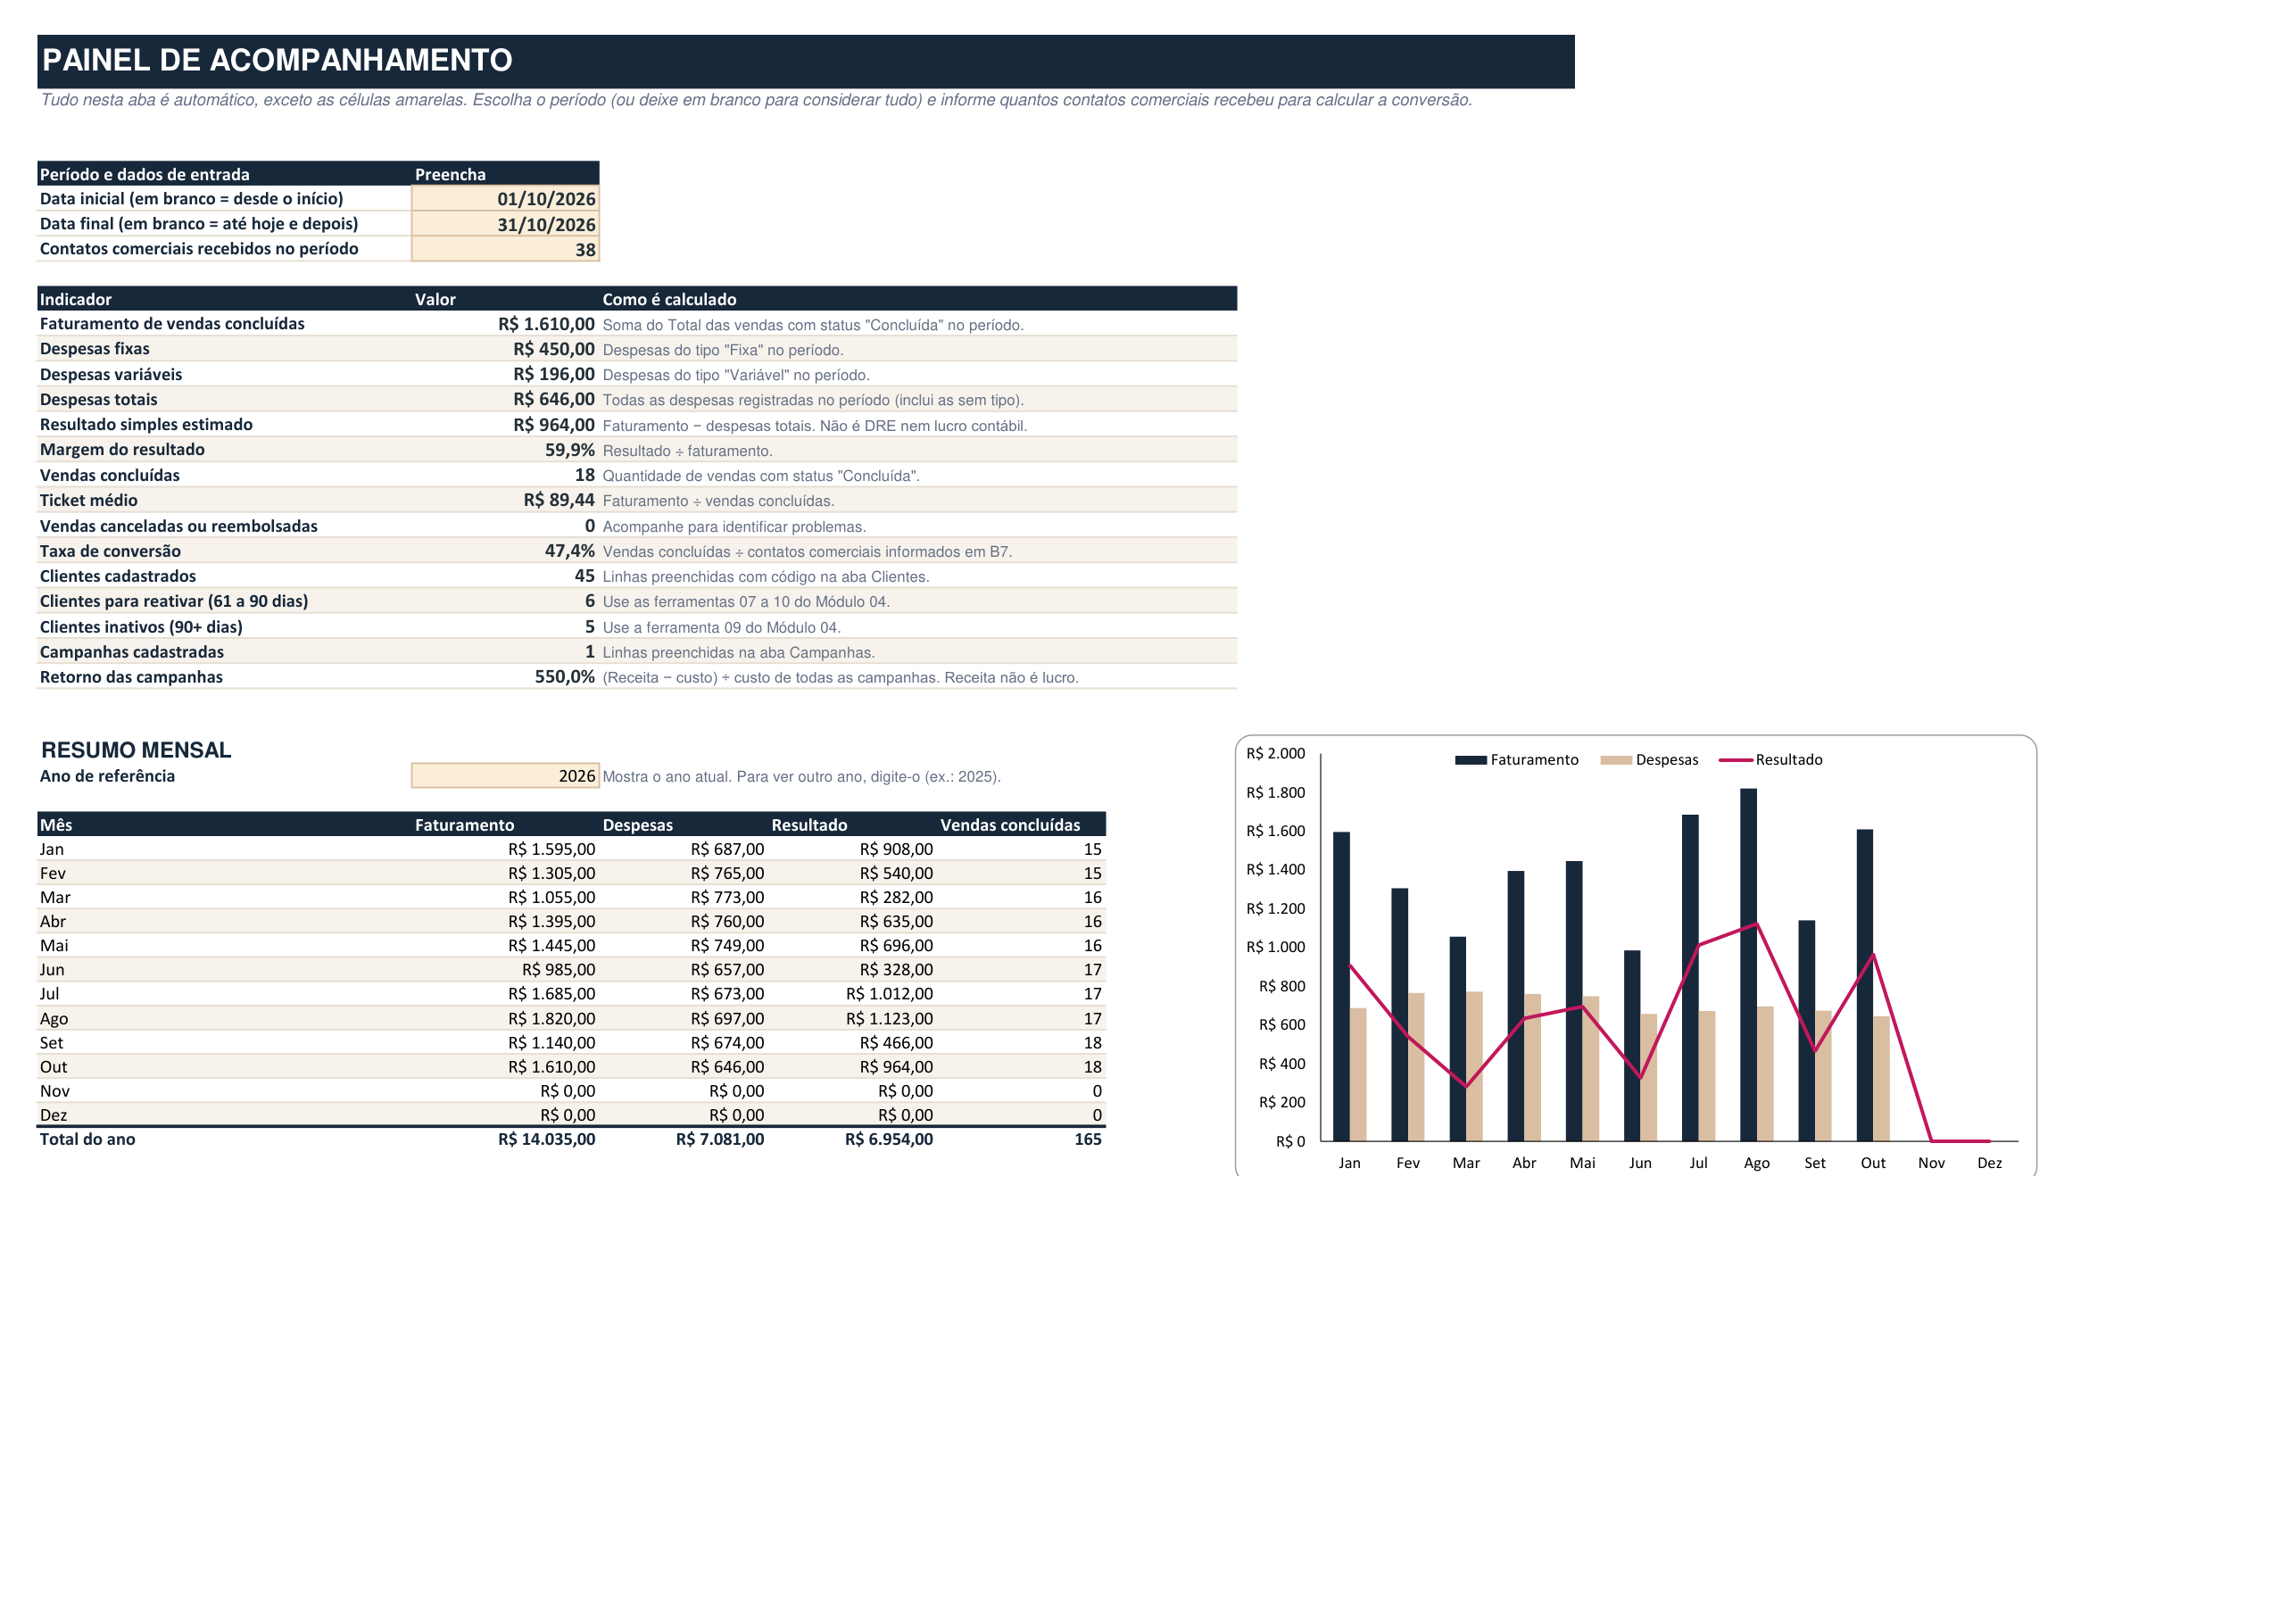 PAINEL DE ACOMPANHAMENTO
Tudo nesta aba é automático, exceto as células amarelas. Escolha o período (ou deixe em branco para considerar tudo) e informe quantos contatos comerciais recebeu para calcular a conversão.
Período e dados de entrada Preencha
Data inicial (em branco = desde o início) 01/10/2026
Data final (em branco = até hoje e depois) 31/10/2026
Contatos comerciais recebidos no período 38
Indicador Valor Como é calculado
Faturamento de vendas concluídas R$ 1.610,00 Soma do Total das vendas com status "Concluída" no período.
Despesas fixas R$ 450,00 Despesas do tipo "Fixa" no período.
Despesas variáveis R$ 196,00 Despesas do tipo "Variável" no período.
Despesas totais R$ 646,00 Todas as despesas registradas no período (inclui as sem tipo).
Resultado simples estimado R$ 964,00 Faturamento − despesas totais. Não é DRE nem lucro contábil.
Margem do resultado 59,9% Resultado ÷ faturamento.
Vendas concluídas 18 Quantidade de vendas com status "Concluída".
Ticket médio R$ 89,44 Faturamento ÷ vendas concluídas.
Vendas canceladas ou reembolsadas 0 Acompanhe para identificar problemas.
Taxa de conversão 47,4% Vendas concluídas ÷ contatos comerciais informados em B7.
Clientes cadastrados 45 Linhas preenchidas com código na aba Clientes.
Clientes para reativar (61 a 90 dias) 6 Use as ferramentas 07 a 10 do Módulo 04.
Clientes inativos (90+ dias) 5 Use a ferramenta 09 do Módulo 04.
Campanhas cadastradas 1 Linhas preenchidas na aba Campanhas.
Retorno das campanhas 550,0% (Receita − custo) ÷ custo de todas as campanhas. Receita não é lucro.
RESUMO MENSAL
Ano de referência 2026 Mostra o ano atual. Para ver outro ano, digite-o (ex.: 2025).
Mês Faturamento Despesas Resultado Vendas concluídas
Jan R$ 1.595,00 R$ 687,00 R$ 908,00 15
Fev R$ 1.305,00 R$ 765,00 R$ 540,00 15
Mar R$ 1.055,00 R$ 773,00 R$ 282,00 16
Abr R$ 1.395,00 R$ 760,00 R$ 635,00 16
Mai R$ 1.445,00 R$ 749,00 R$ 696,00 16
Jun R$ 985,00 R$ 657,00 R$ 328,00 17
Jul R$ 1.685,00 R$ 673,00 R$ 1.012,00 17
Ago R$ 1.820,00 R$ 697,00 R$ 1.123,00 17
Set R$ 1.140,00 R$ 674,00 R$ 466,00 18
Out R$ 1.610,00 R$ 646,00 R$ 964,00 18
Nov R$ 0,00 R$ 0,00 R$ 0,00 0
Dez R$ 0,00 R$ 0,00 R$ 0,00 0
Total do ano R$ 14.035,00 R$ 7.081,00 R$ 6.954,00 165
Faturamento Despesas Resultado
R$ 2.000
R$ 1.800
R$ 1.600
R$ 1.400
R$ 1.200
R$ 1.000
R$ 800
R$ 600
R$ 400
R$ 200
R$ 0
Jan Fev Mar Abr Mai Jun Jul Ago Set Out Nov Dez